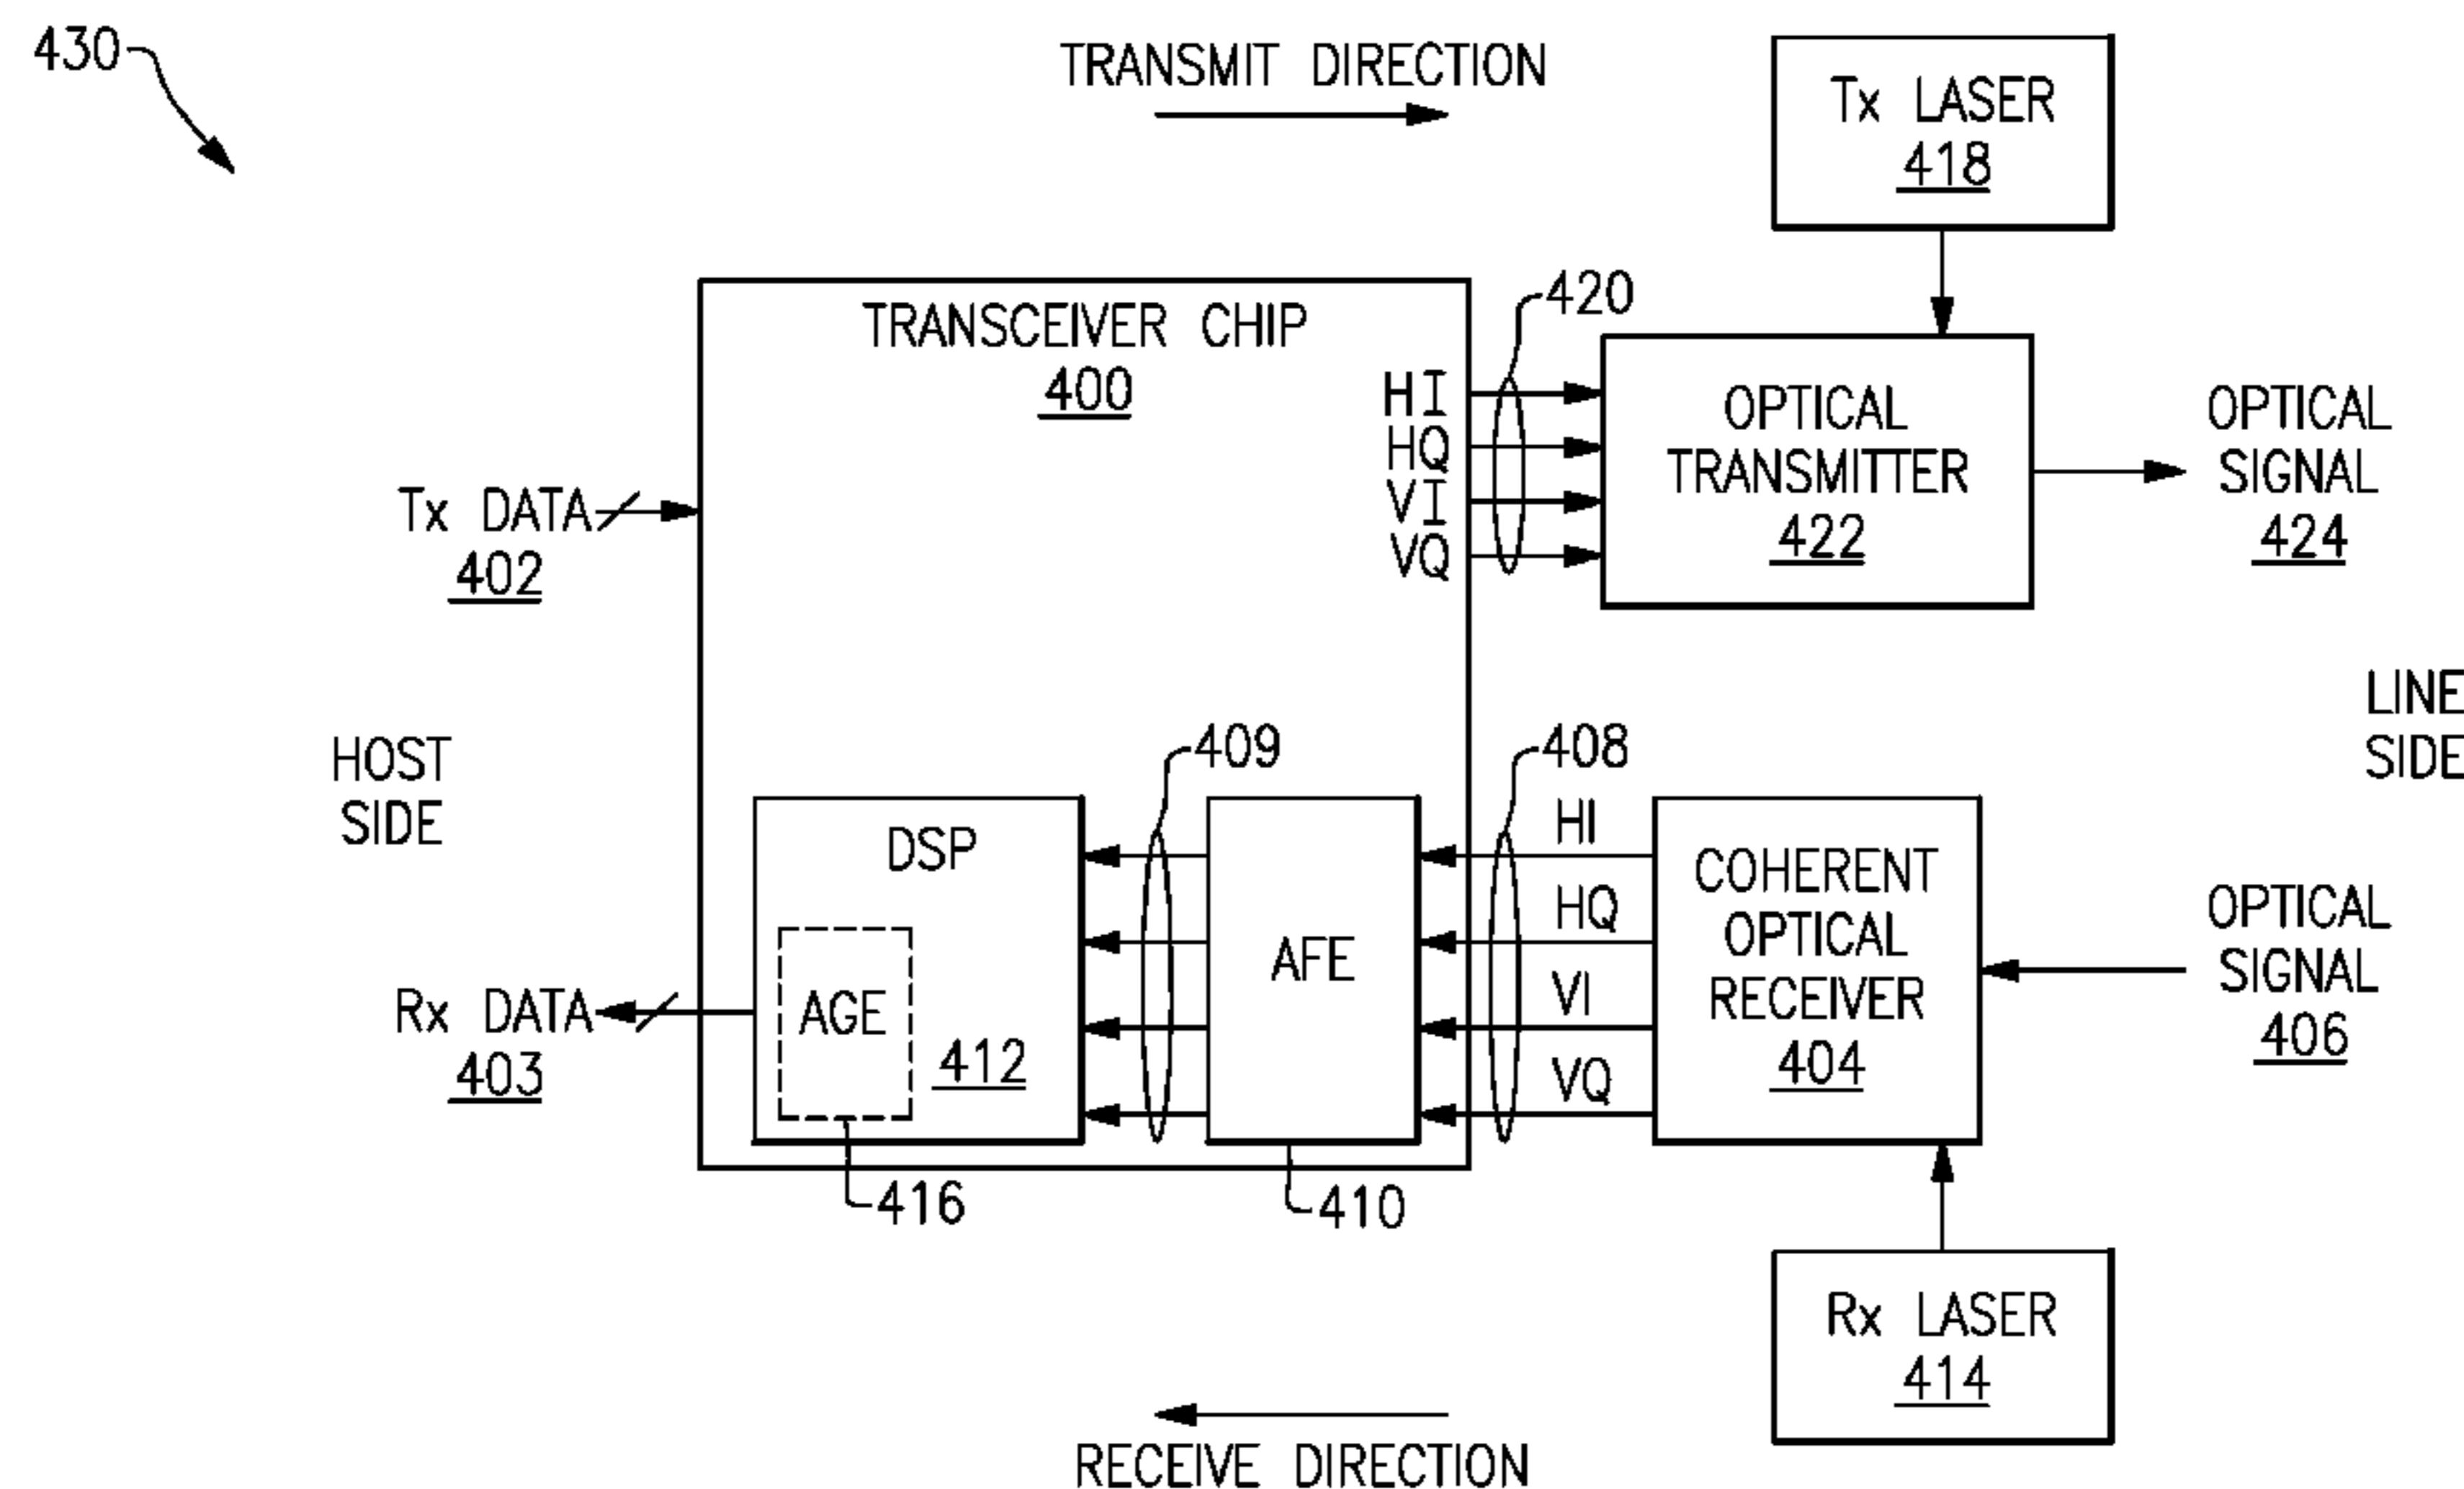 430
TRANSMIT DIRECTION
Tx LASER
418
TRANSCEIVER CHIP
400
420
HI
HQ
VI
VQ
OPTICAL
TRANSMITTER
422
OPTICAL
SIGNAL
424
Tx DATA
402
HOST
SIDE
LINE
SIDE
409
408
DSP
AGE
412
AFE
HI
HQ
VI
VQ
COHERENT
OPTICAL
RECEIVER
404
OPTICAL
SIGNAL
406
Rx DATA
403
416
410
Rx LASER
414
RECEIVE DIRECTION